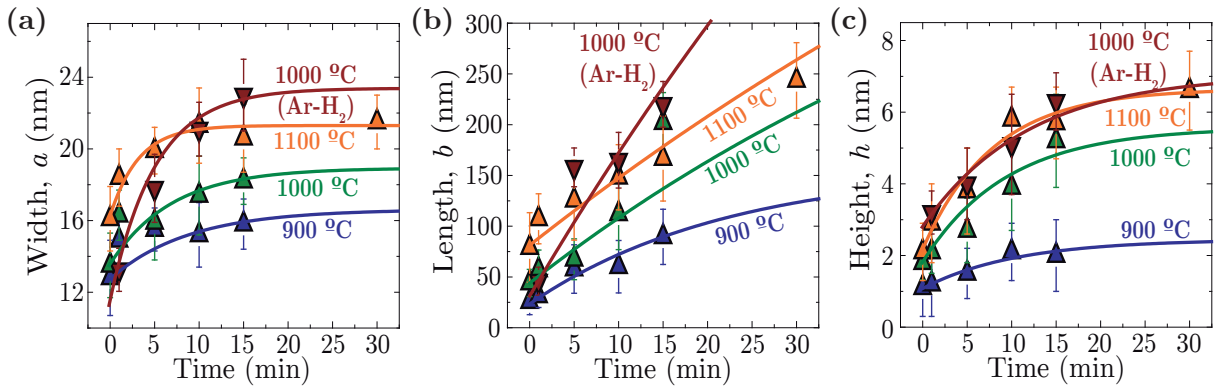 (a)
Width, a (nm)
24
20
16
12
1000 ºC
(Ar-H₂)
1100 ºC
1000 ºC
900 ºC
0 5 10 15 20 25 30
Time (min)
(b)
Length, b (nm)
300
250
200
150
100
50
0
1000 ºC
(Ar-H₂)
1100 ºC
1000 ºC
900 ºC
0 5 10 15 20 25 30
Time (min)
(c)
Height, h (nm)
8
6
4
2
0
1000 ºC
(Ar-H₂)
1100 ºC
1000 ºC
900 ºC
0 5 10 15 20 25 30
Time (min)